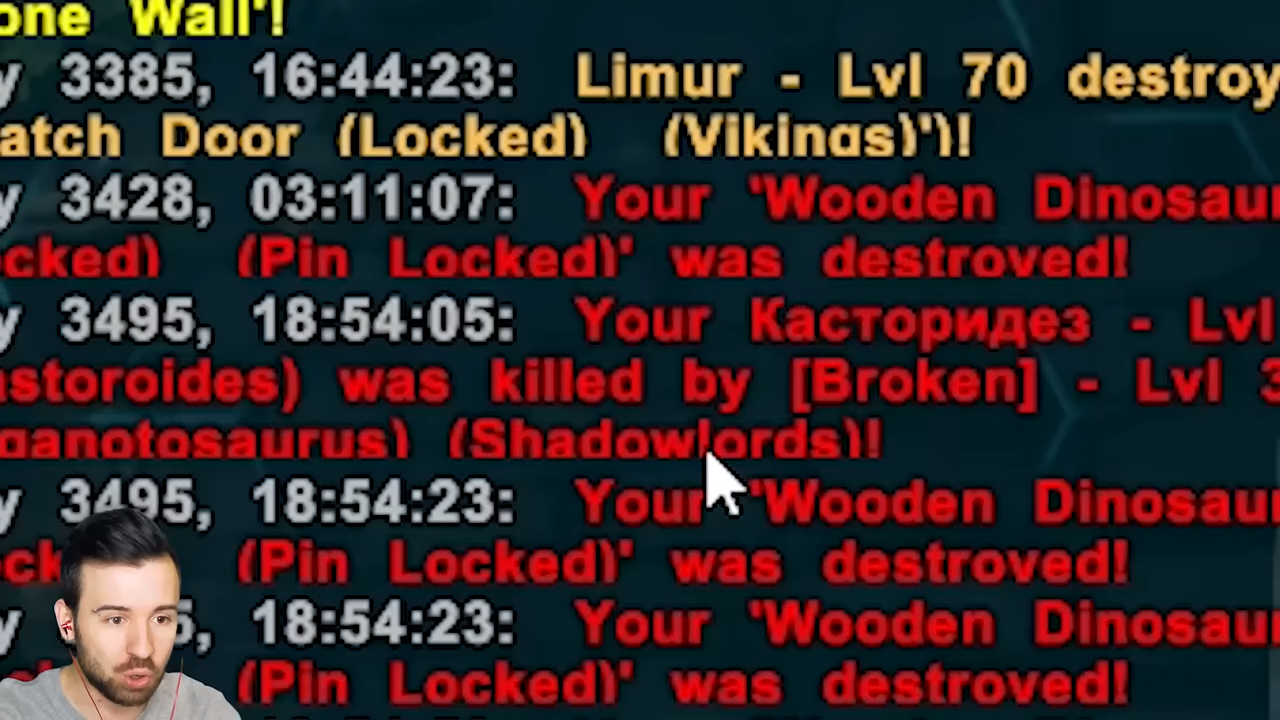 one Wall'!
y 3385, 16:44:23: Limur - Lvl 70 destroy
atch Door (Locked) (Vikings)')!
y 3428, 03:11:07: Your 'Wooden Dinosaur
cked) (Pin Locked)' was destroyed!
y 3495, 18:54:05: Your Касторидез - Lvl
astoroides) was killed by [Broken] - Lvl 3
ganotosaurus) (Shadowlords)!
y 3495, 18:54:23: Your 'Wooden Dinosaur
ck (Pin Locked)' was destroyed!
y 5, 18:54:23: Your 'Wooden Dinosaur
(Pin Locked)' was destroyed!